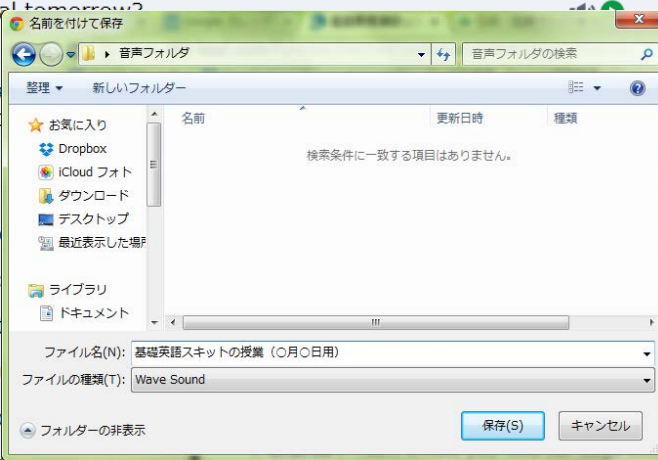 al tomorrow?
名前を付けて保存
音声フォルダ
音声フォルダの検索
整理
新しいフォルダー
名前
更新日時
種類
検索条件に一致する項目はありません。
お気に入り
Dropbox
iCloud フォト
ダウンロード
デスクトップ
最近表示した場所
ライブラリ
ドキュメント
ファイル名(N): 基礎英語スキットの授業（○月○日用）
ファイルの種類(T): Wave Sound
フォルダーの非表示
保存(S)
キャンセル